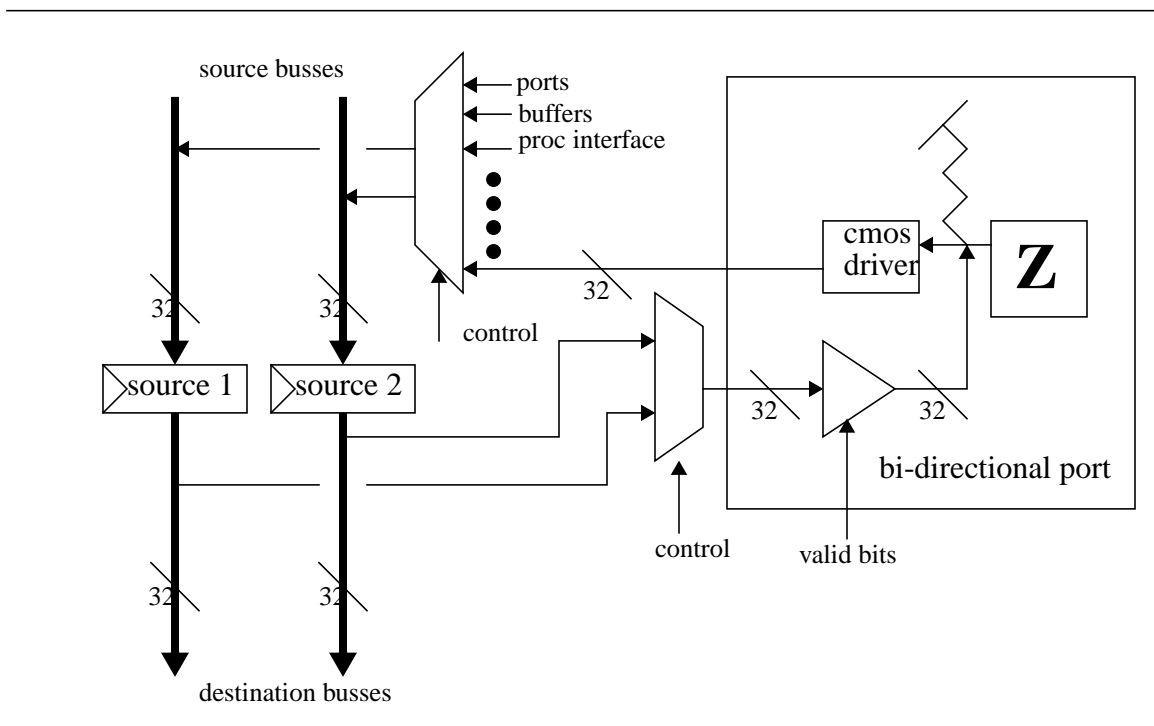 source busses
ports
buffers
proc interface
cmos
driver
Z
32
32
32
control
source 1
source 2
32
32
bi-directional port
control
valid bits
32
32
destination busses